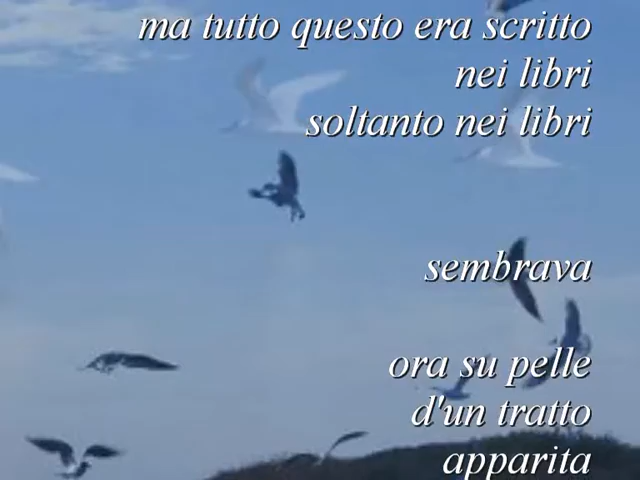 ma tutto questo era scritto
nei libri
soltanto nei libri
sembrava
ora su pelle
d'un tratto
apparita